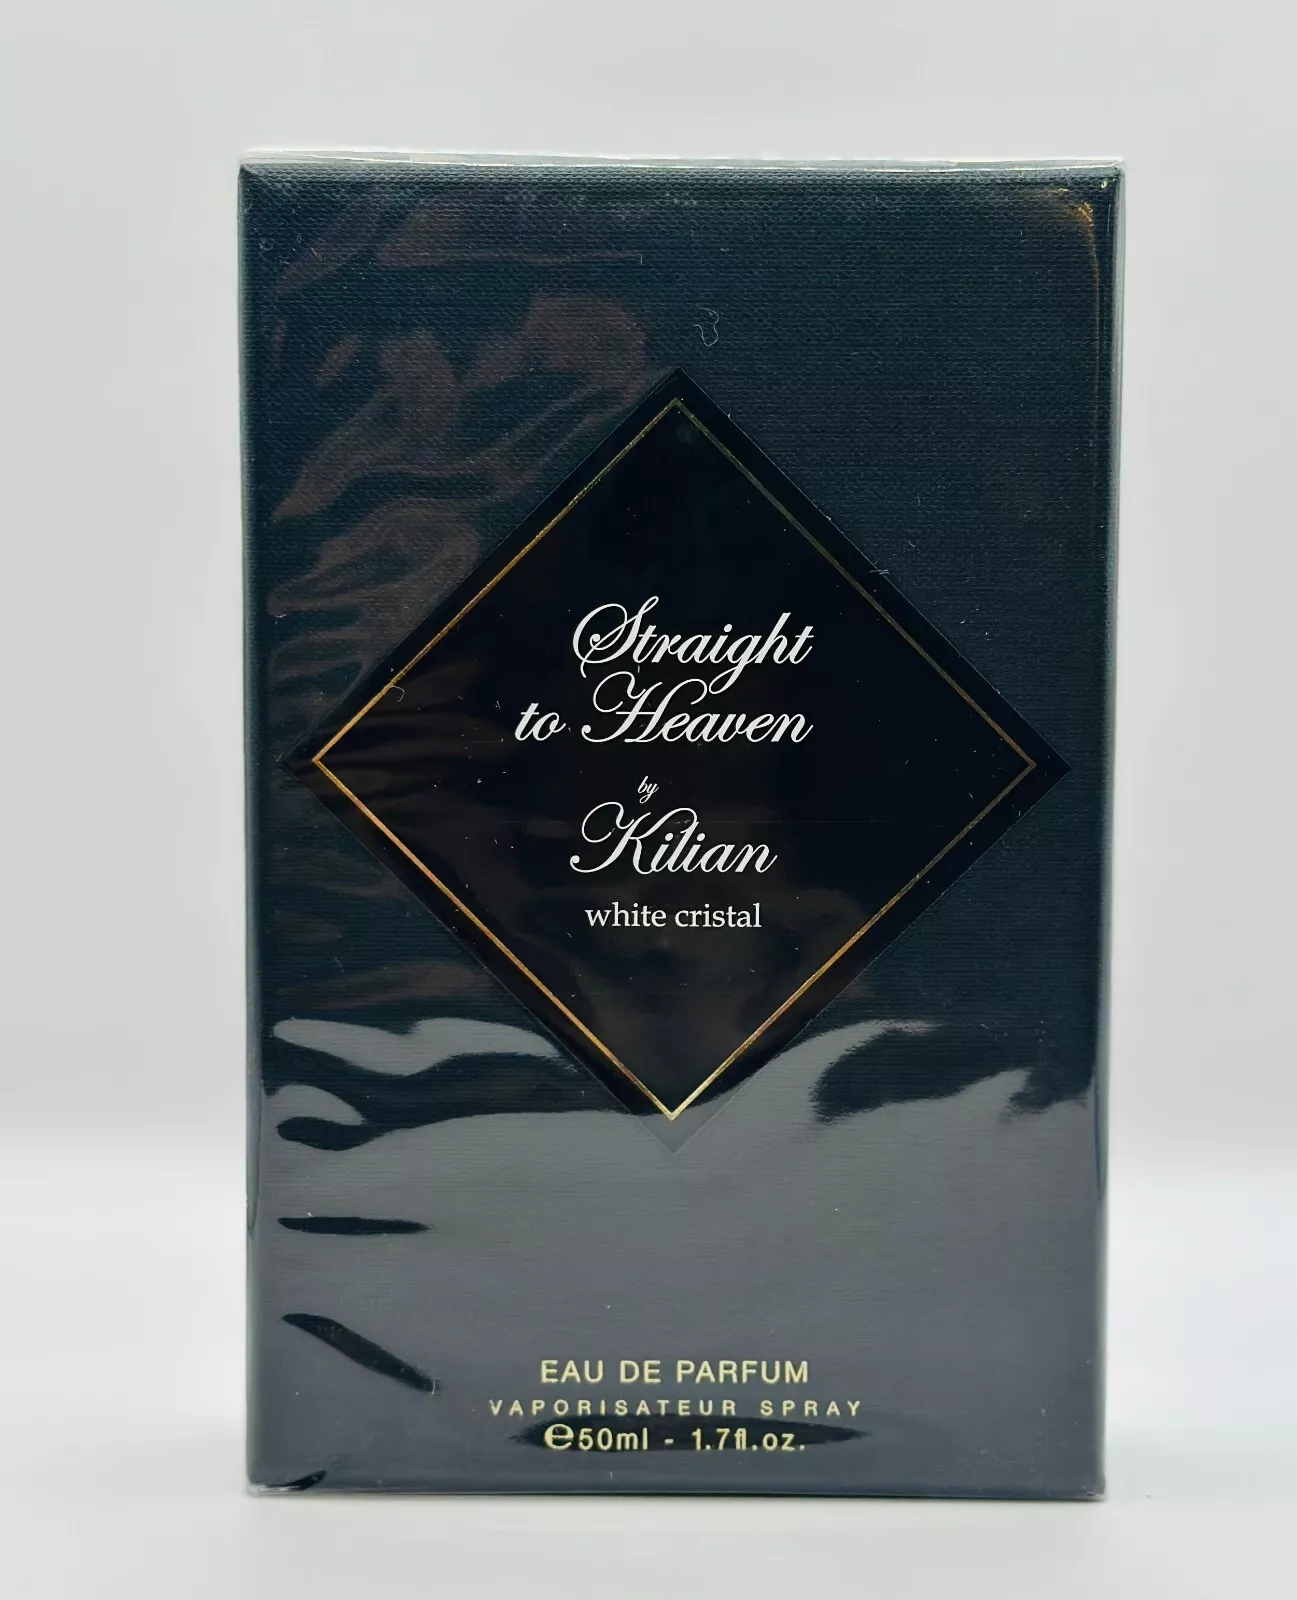 Straight
to Heaven
by
Kilian
white cristal
EAU DE PARFUM
VAPORISATEUR SPRAY
℮50ml - 1.7fl.oz.